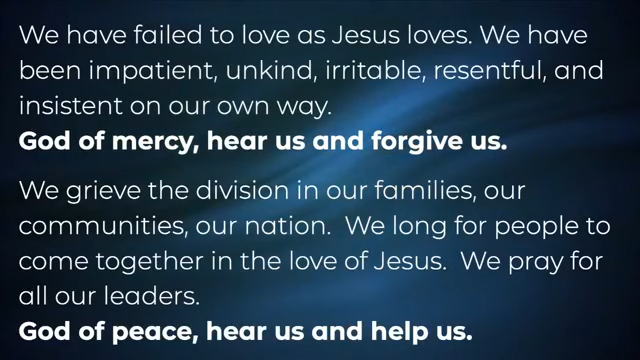 We have failed to love as Jesus loves. We have
been impatient, unkind, irritable, resentful, and
insistent on our own way.
God of mercy, hear us and forgive us.
We grieve the division in our families, our
communities, our nation.  We long for people to
come together in the love of Jesus.  We pray for
all our leaders.
God of peace, hear us and help us.